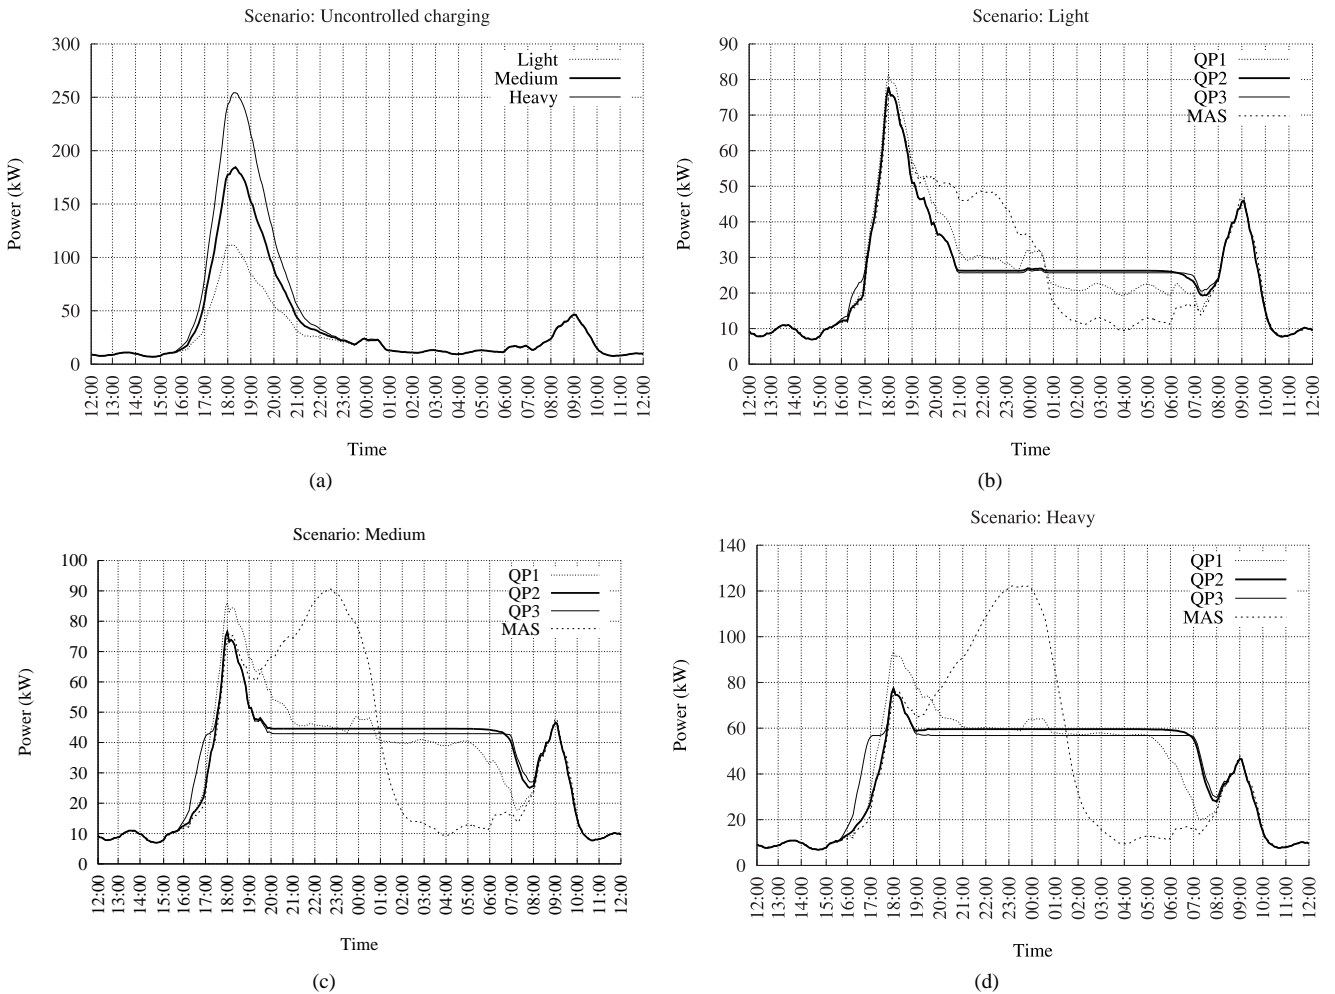 Scenario: Uncontrolled charging
300
250
200
150
100
50
0
Power (kW)
Light
Medium
Heavy
12:00 13:00 14:00 15:00 16:00 17:00 18:00 19:00 20:00 21:00 22:00 23:00 00:00 01:00 02:00 03:00 04:00 05:00 06:00 07:00 08:00 09:00 10:00 11:00 12:00
Time
(a)
Scenario: Light
90
80
70
60
50
40
30
20
10
0
Power (kW)
QP1
QP2
QP3
MAS
12:00 13:00 14:00 15:00 16:00 17:00 18:00 19:00 20:00 21:00 22:00 23:00 00:00 01:00 02:00 03:00 04:00 05:00 06:00 07:00 08:00 09:00 10:00 11:00 12:00
Time
(b)
Scenario: Medium
100
90
80
70
60
50
40
30
20
10
0
Power (kW)
QP1
QP2
QP3
MAS
12:00 13:00 14:00 15:00 16:00 17:00 18:00 19:00 20:00 21:00 22:00 23:00 00:00 01:00 02:00 03:00 04:00 05:00 06:00 07:00 08:00 09:00 10:00 11:00 12:00
Time
(c)
Scenario: Heavy
140
120
100
80
60
40
20
0
Power (kW)
QP1
QP2
QP3
MAS
12:00 13:00 14:00 15:00 16:00 17:00 18:00 19:00 20:00 21:00 22:00 23:00 00:00 01:00 02:00 03:00 04:00 05:00 06:00 07:00 08:00 09:00 10:00 11:00 12:00
Time
(d)